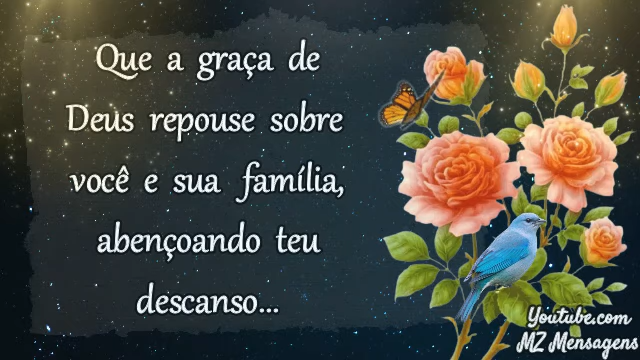 Que a graça de
Deus repouse sobre
você e sua família,
abençoando teu
descanso...
Youtube.com
MZ Mensagens